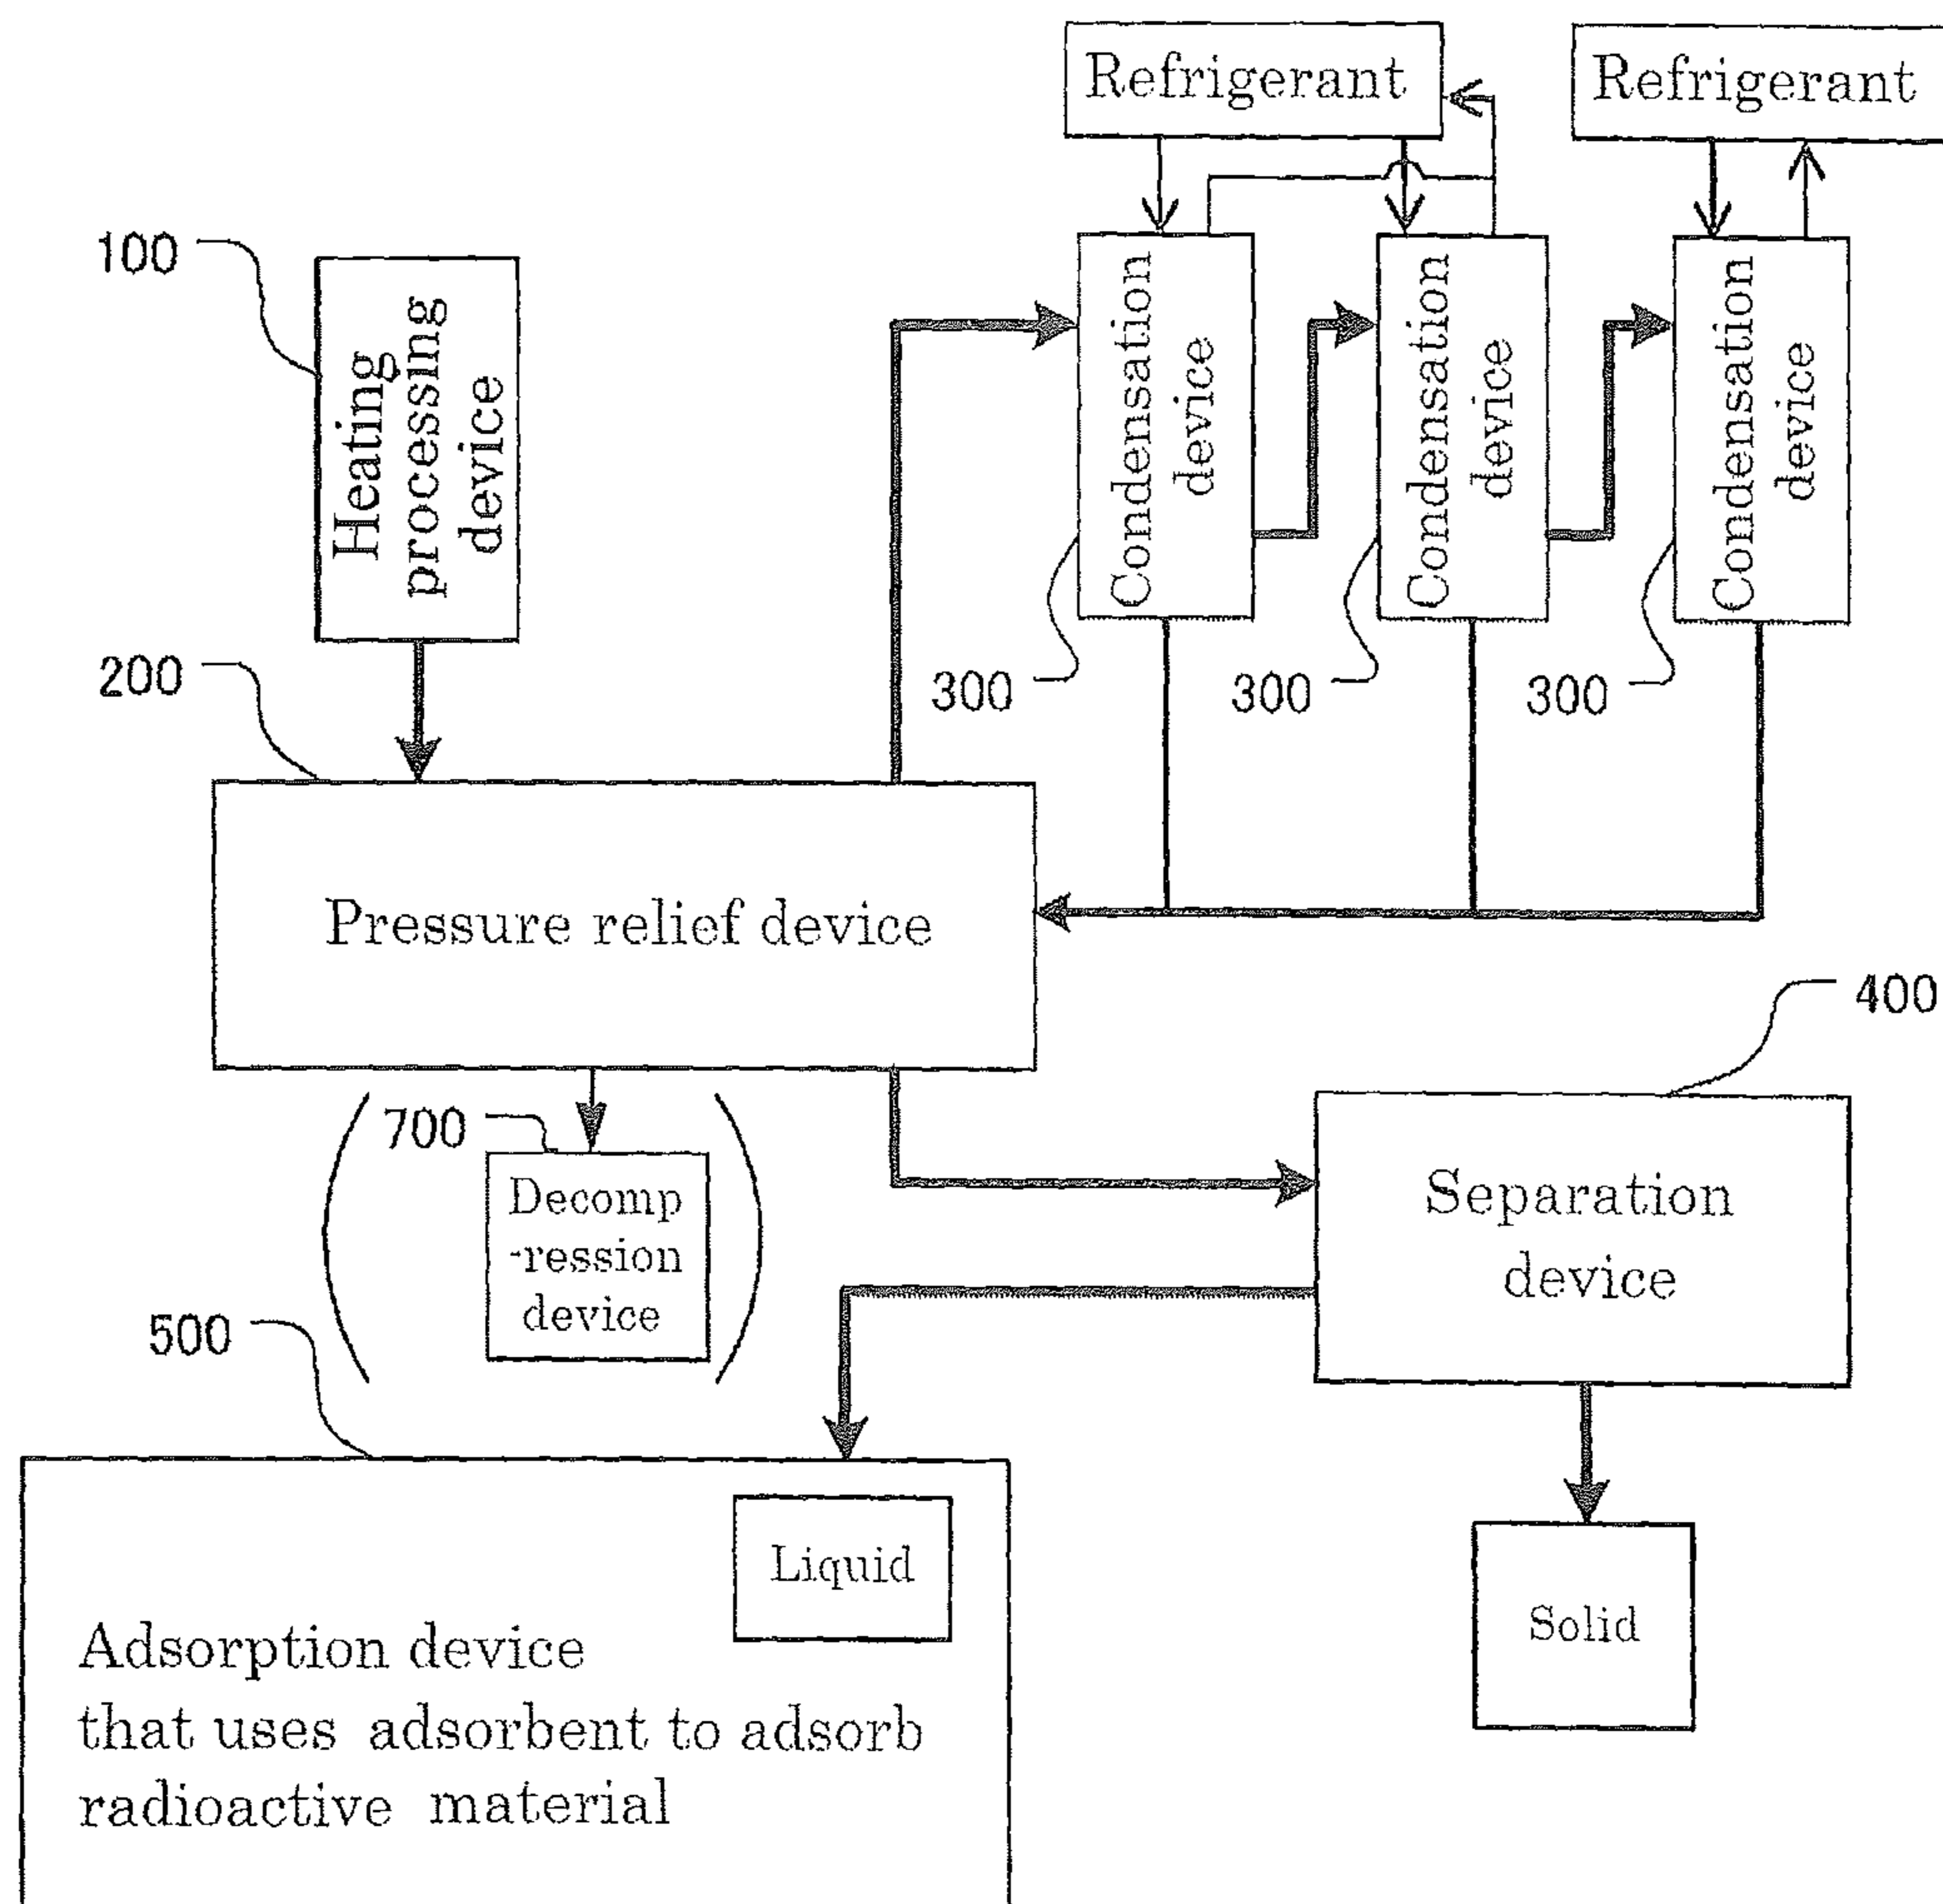 Refrigerant
Refrigerant
100
Heating
processing
device
Condensation
device
Condensation
device
Condensation
device
200
300
300
300
Pressure relief device
400
700
Decomp
-ression
device
Separation
device
500
Liquid
Solid
Adsorption device
that uses adsorbent to adsorb
radioactive material